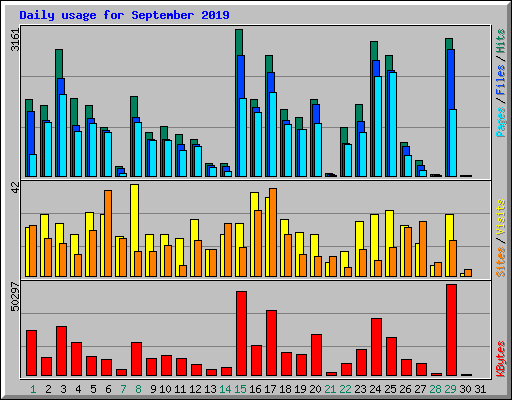 Daily usage for September 2019
3161
Pages/Files/Hits
42
Sites/Visits
50297
KBytes
1 2 3 4 5 6 7 8 9 10 11 12 13 14 15 16 17 18 19 20 21 22 23 24 25 26 27 28 29 30 31